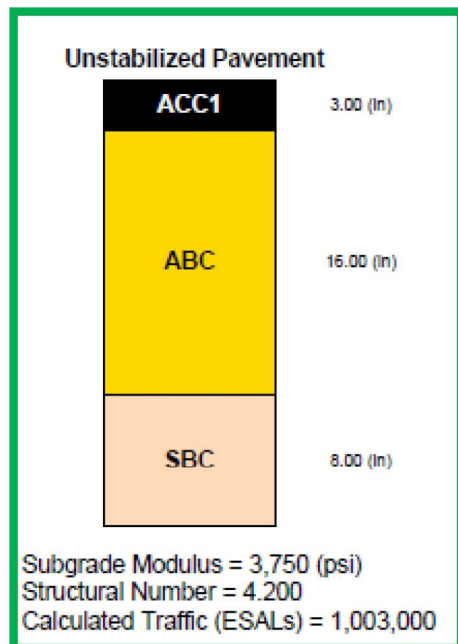 Unstabilized Pavement
ACC1 3.00 (in)
ABC 16.00 (in)
SBC 8.00 (in)
Subgrade Modulus = 3,750 (psi)
Structural Number = 4.200
Calculated Traffic (ESALs) = 1,003,000